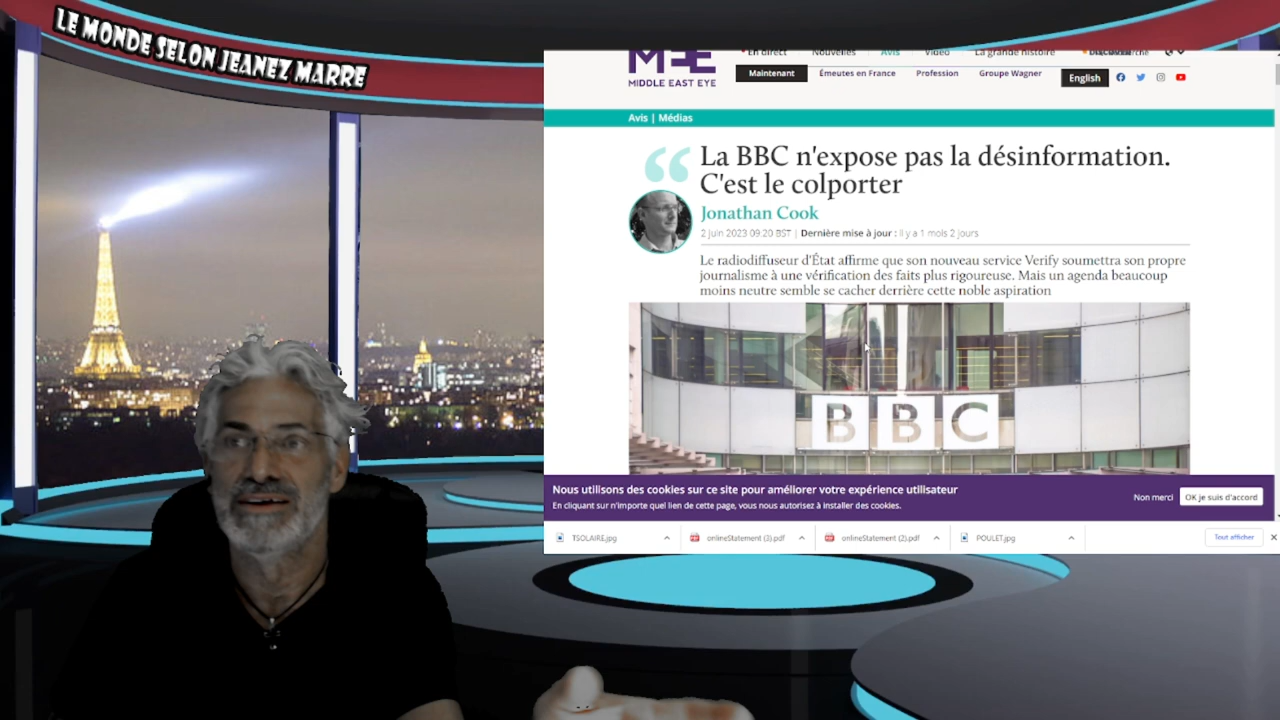 LE MONDE SELON JEANEZ MARRE
MEE
MIDDLE EAST EYE
En direct
Nouvelles
Avis
Vidéo
La grande histoire
Maintenant
Émeutes en France
Profession
Groupe Wagner
English
Avis | Médias
La BBC n'expose pas la désinformation.
C'est le colporter
Jonathan Cook
2 juin 2023 09:20 BST | Dernière mise à jour : il y a 1 mois 2 jours
Le radiodiffuseur d'État affirme que son nouveau service Verify soumettra son propre
journalisme à une vérification des faits plus rigoureuse. Mais un agenda beaucoup
moins neutre semble se cacher derrière cette noble aspiration
BBC
Nous utilisons des cookies sur ce site pour améliorer votre expérience utilisateur
En cliquant sur n'importe quel lien de cette page, vous nous autorisez à installer des cookies.
Non merci
OK je suis d'accord
TSOLAIRE.jpg
onlineStatement (3).pdf
onlineStatement (2).pdf
POULET.jpg
Tout afficher